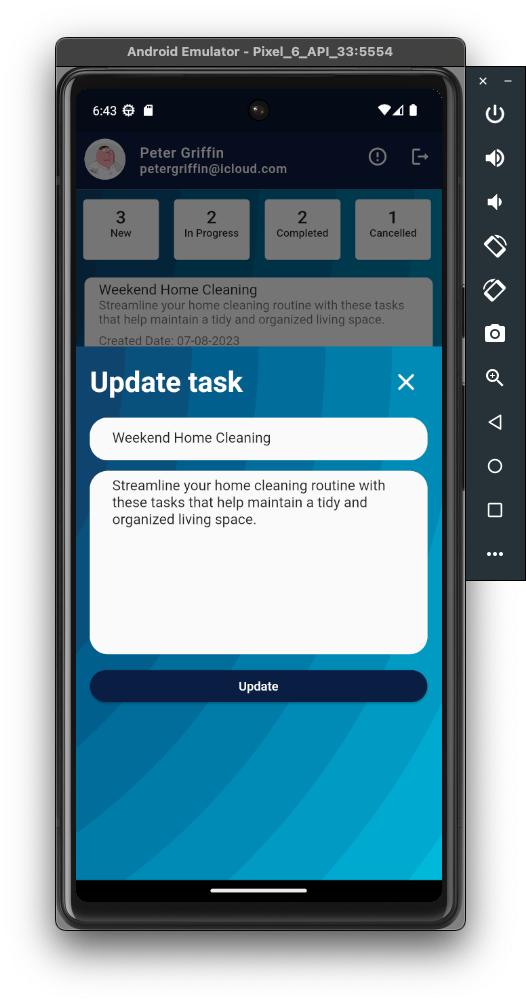 Android Emulator - Pixel_6_API_33:5554
6:43
Peter Griffin
petergriffin@icloud.com
3
New
2
In Progress
2
Completed
1
Cancelled
Weekend Home Cleaning
Streamline your home cleaning routine with these tasks
that help maintain a tidy and organized living space.
Created Date: 07-08-2023
Update task
Weekend Home Cleaning
Streamline your home cleaning routine with
these tasks that help maintain a tidy and
organized living space.
Update